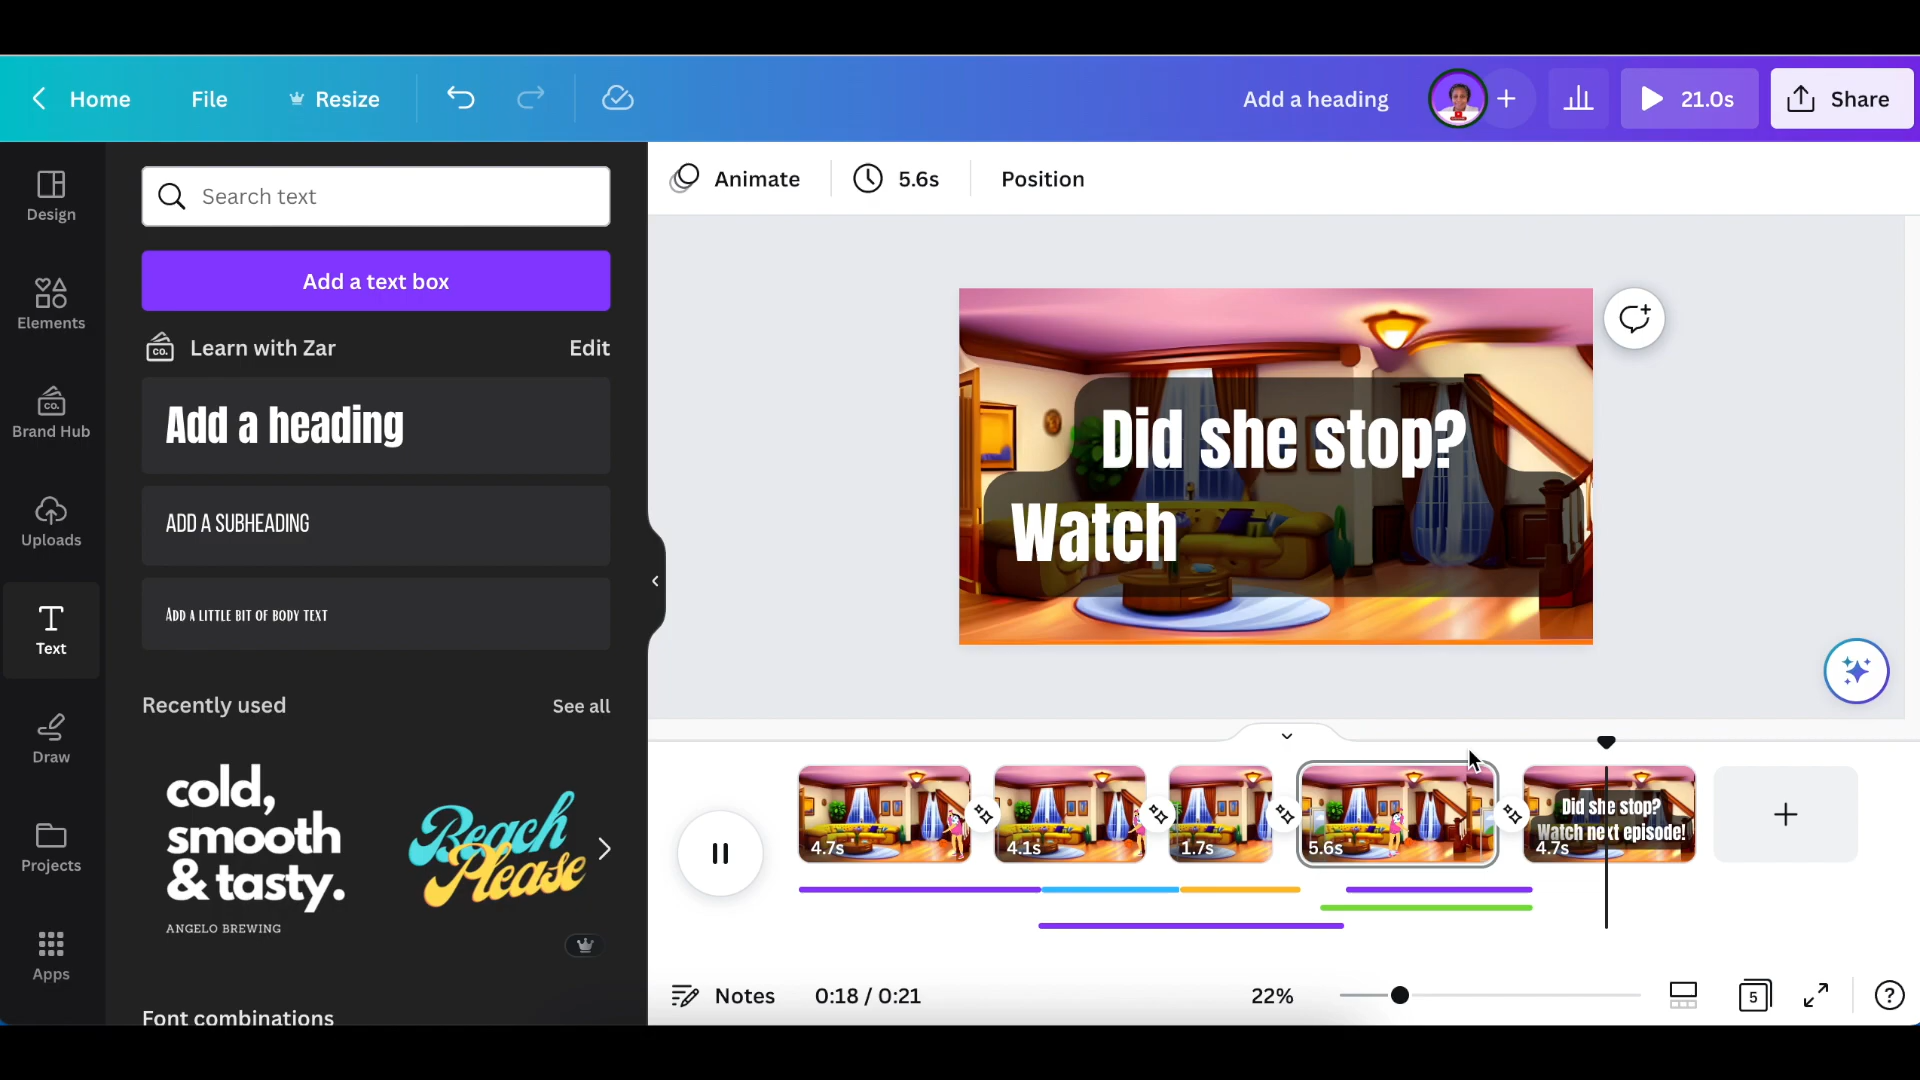 Home
File
Resize
Add a heading
21.0s
Share
Design
Elements
Brand Hub
CO.
Uploads
Text
Draw
Projects
Apps
Search text
Add a text box
CO.
Learn with Zar
Edit
Add a heading
ADD A SUBHEADING
ADD A LITTLE BIT OF BODY TEXT
Recently used
See all
cold,
smooth
& tasty.
ANGELO BREWING
Beach
Please
Font combinations
Animate
5.6s
Position
Did she stop?
Watch
4.7s
4.1s
1.7s
5.6s
Did she stop?
Watch next episode!
4.7s
Notes
0:18 / 0:21
22%
5
?